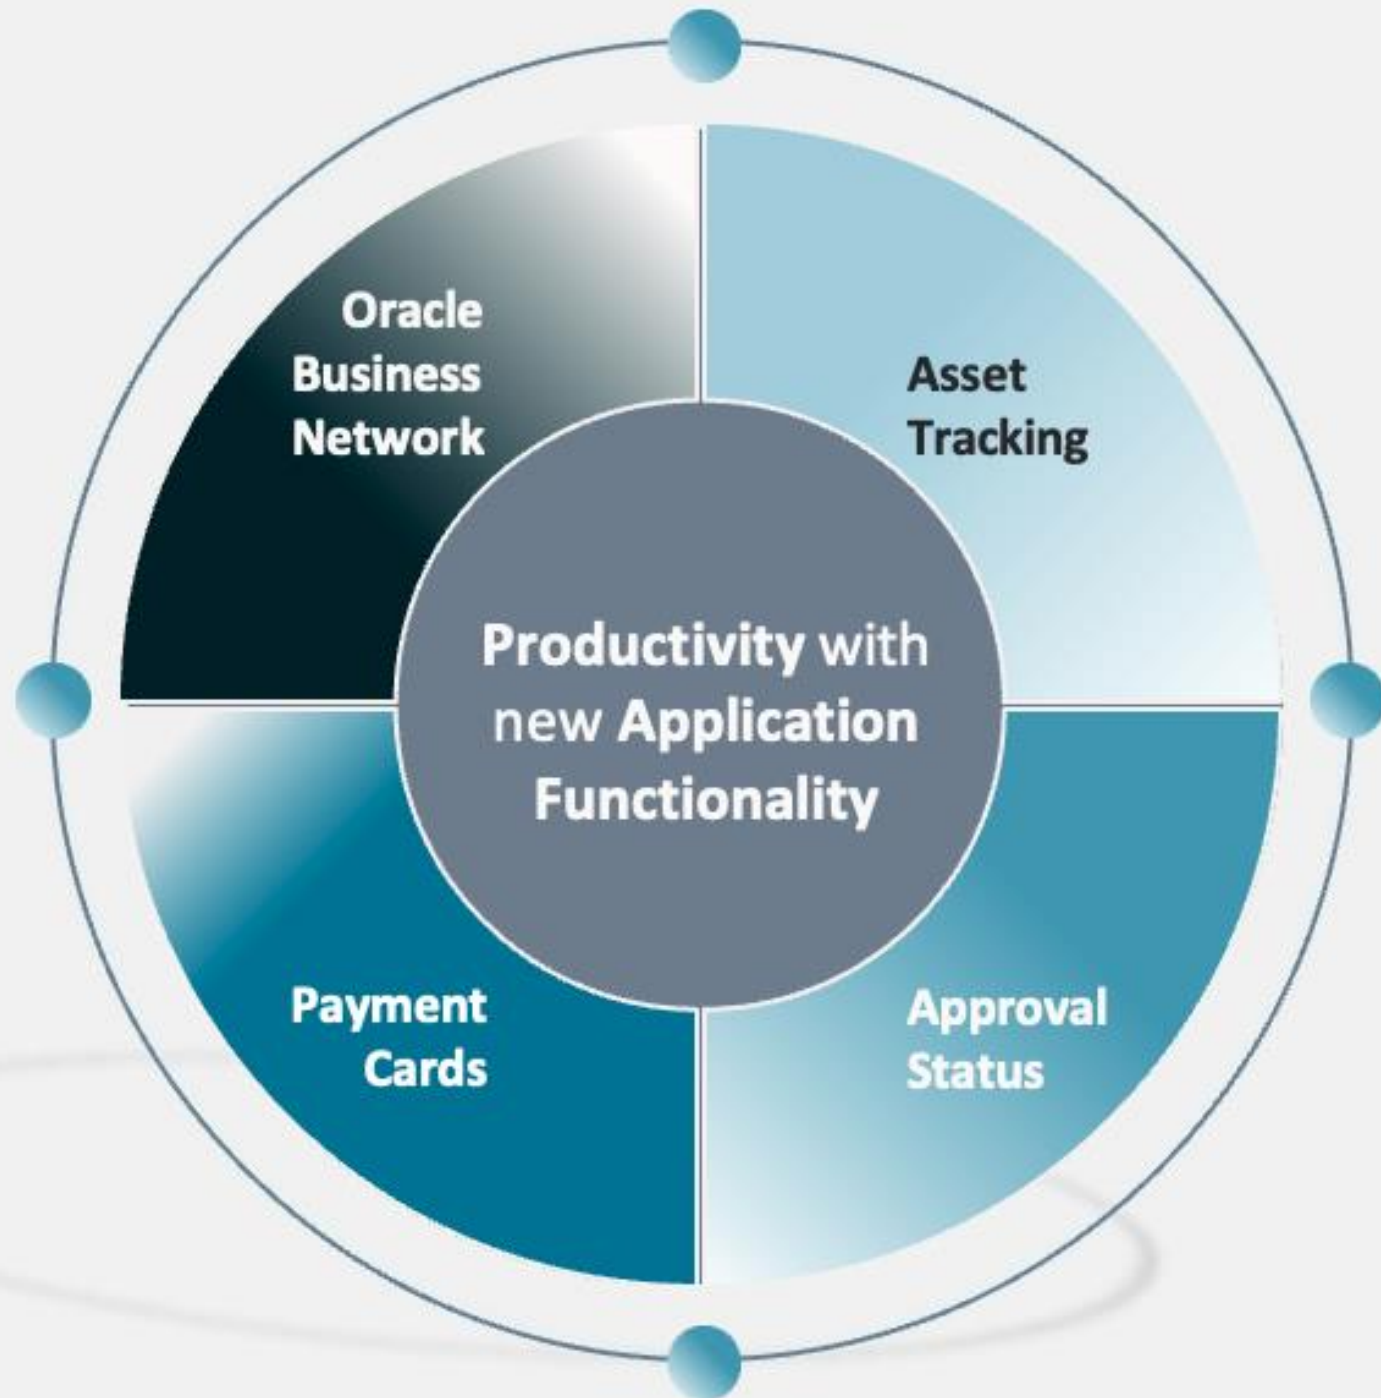 Oracle
Business
Network
Asset
Tracking
Productivity with
new Application
Functionality
Payment
Cards
Approval
Status